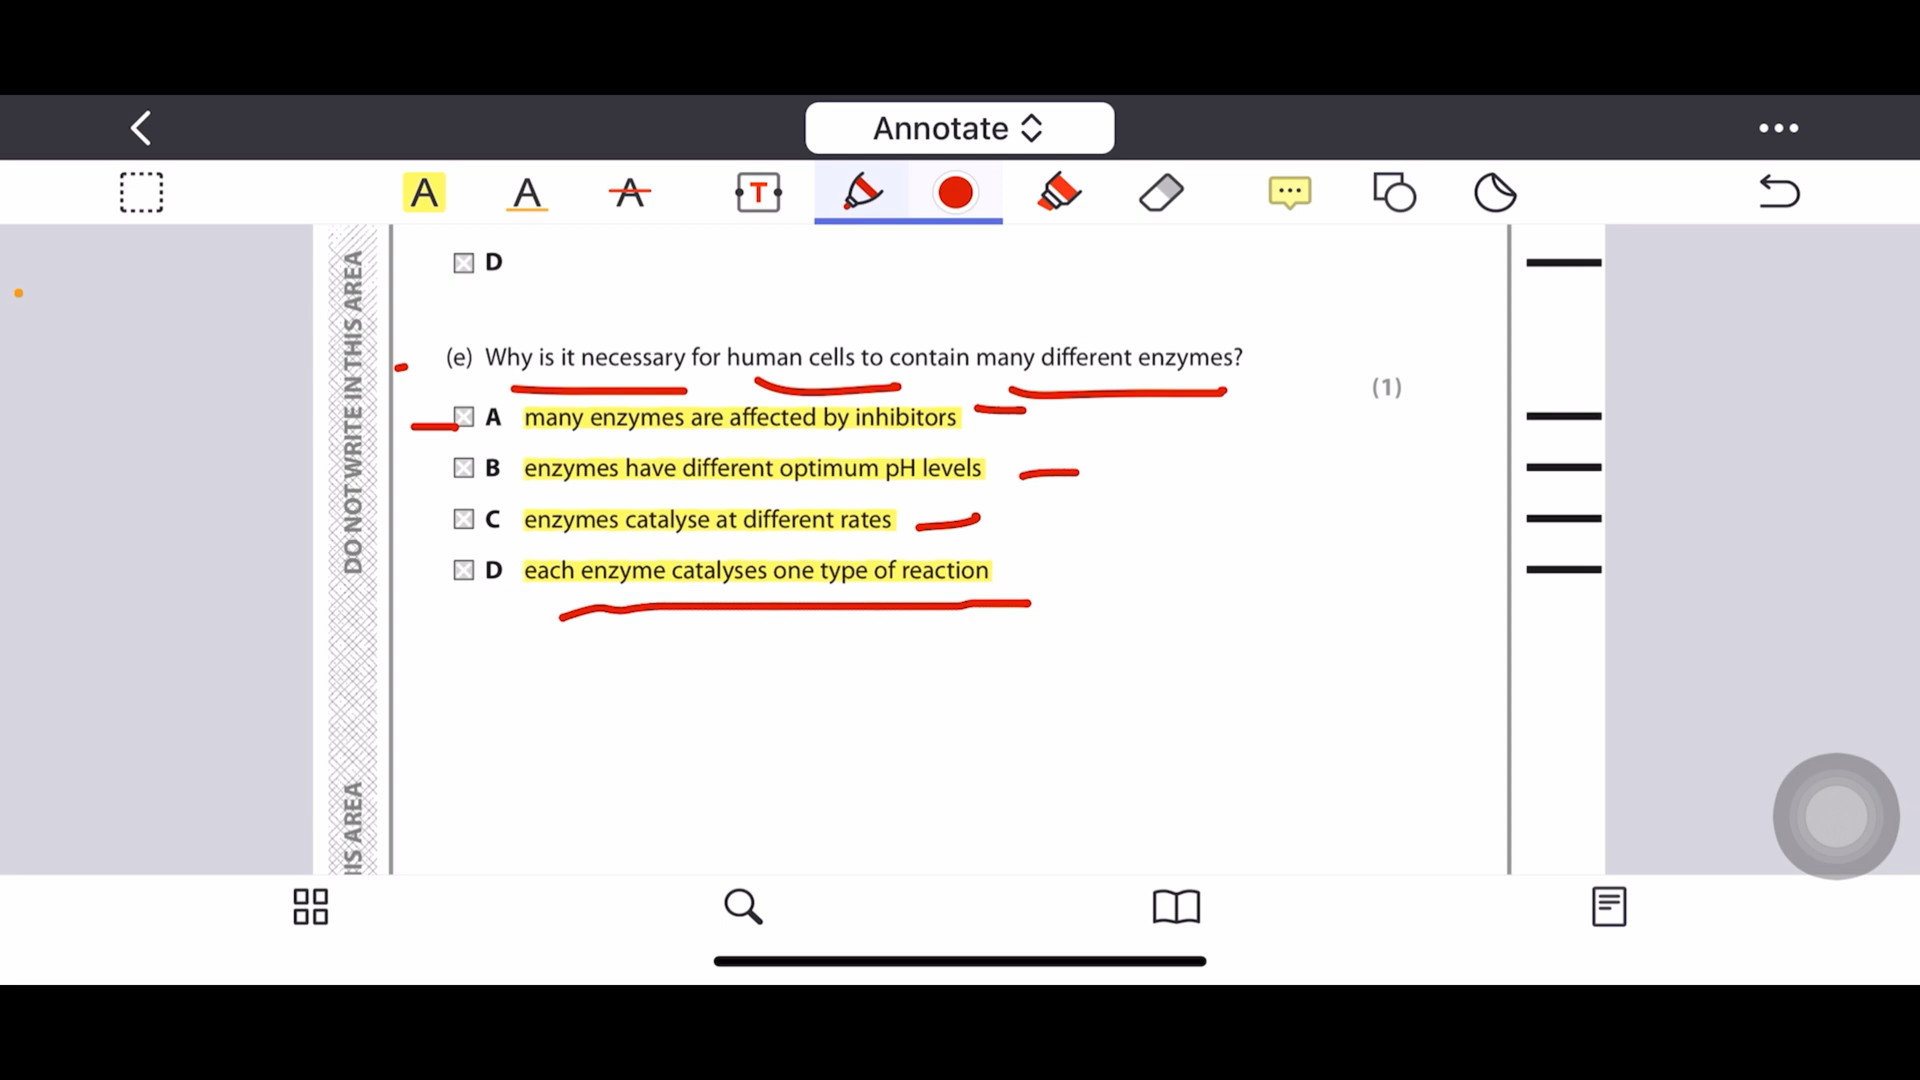 Annotate
A A A T
DO NOT WRITE IN THIS AREA
D
(e) Why is it necessary for human cells to contain many different enzymes?
(1)
A many enzymes are affected by inhibitors
B enzymes have different optimum pH levels
C enzymes catalyse at different rates
D each enzyme catalyses one type of reaction
IS AREA